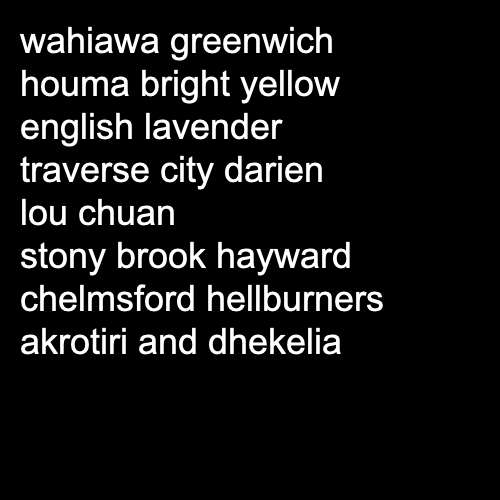 wahiawa greenwich
houma bright yellow
english lavender
traverse city darien
lou chuan
stony brook hayward
chelmsford hellburners
akrotiri and dhekelia